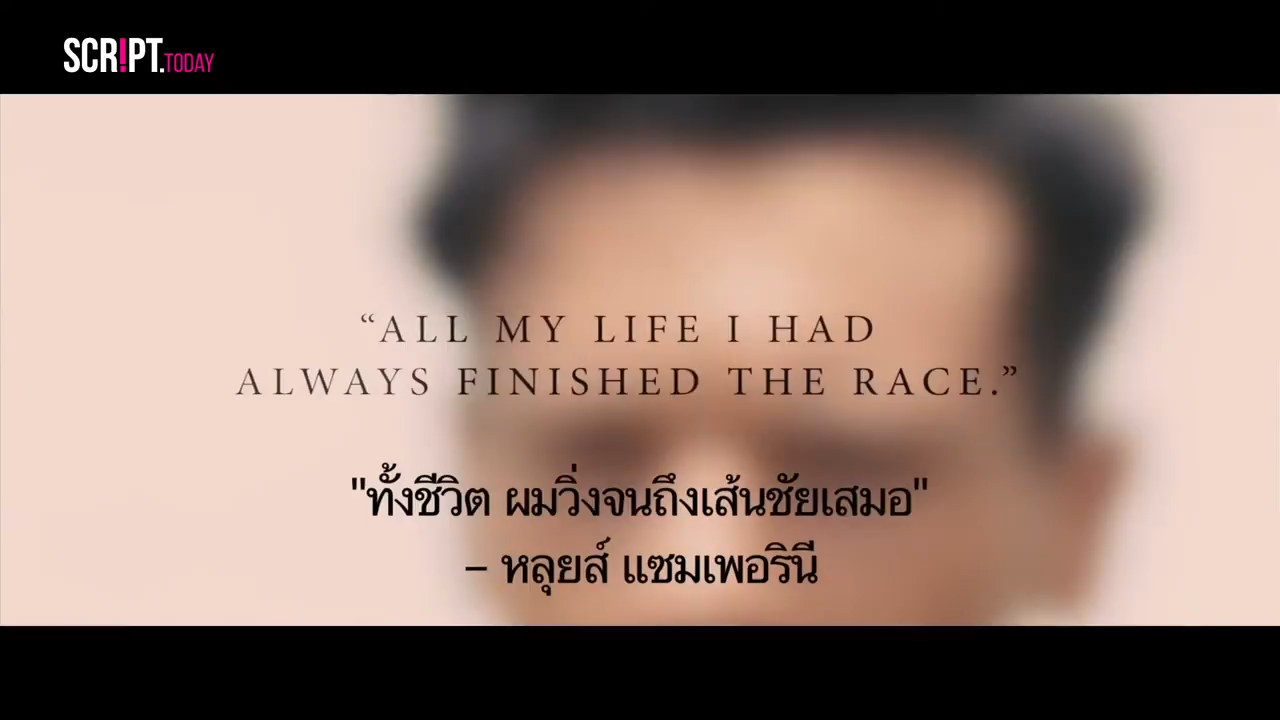 SCR!PT.TODAY
“ALL MY LIFE I HAD
ALWAYS FINISHED THE RACE.”
"ทั้งชีวิต ผมวิ่งจนถึงเส้นชัยเสมอ"
– หลุยส์ แซมเพอรินี